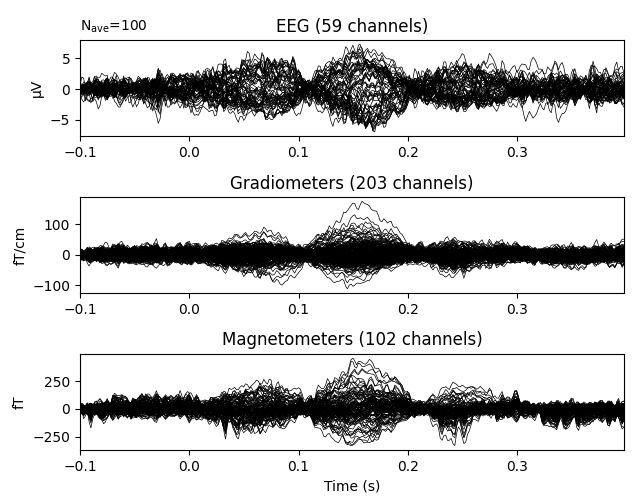 N_ave=100
EEG (59 channels)
5
0
−5
µV
−0.1 0.0 0.1 0.2 0.3
Gradiometers (203 channels)
100
0
−100
fT/cm
−0.1 0.0 0.1 0.2 0.3
Magnetometers (102 channels)
250
0
−250
fT
−0.1 0.0 0.1 0.2 0.3
Time (s)